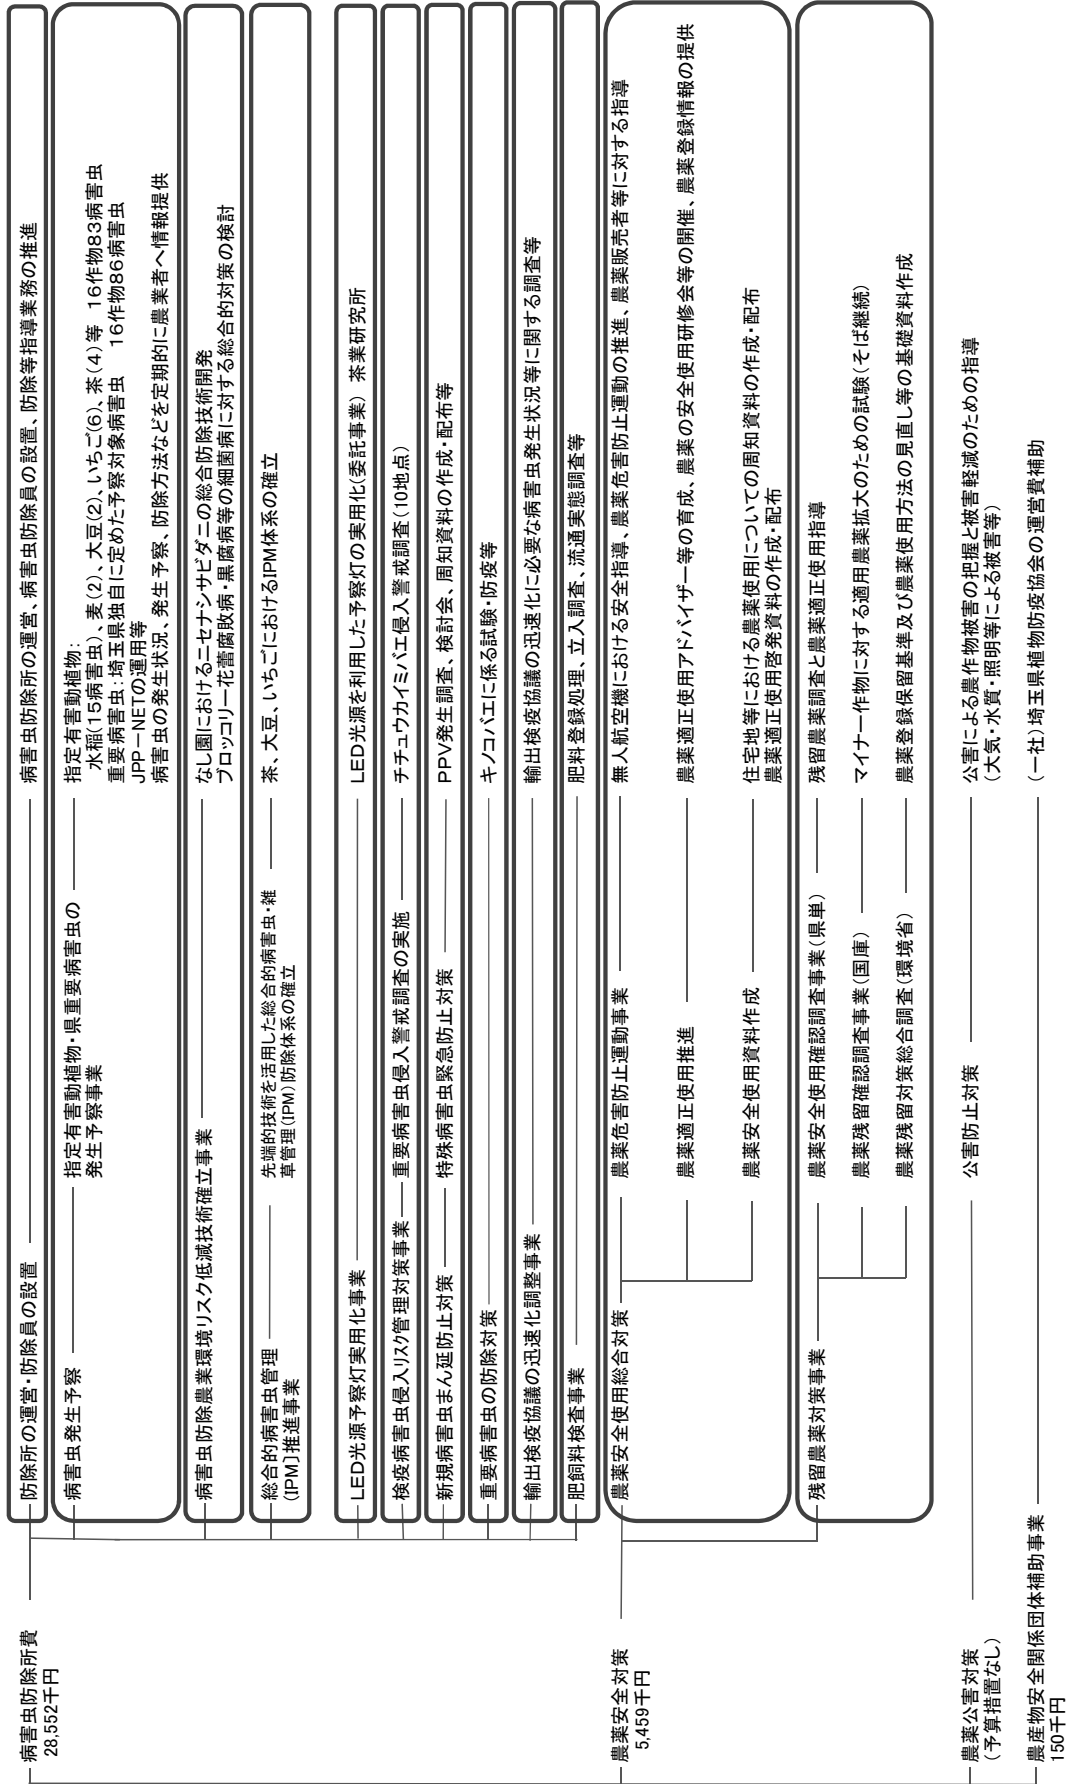 病害虫防除所費
28,552千円
防除所の運営・防除員の設置
病害虫防除所の運営、病害虫防除員の設置、防除等指導業務の推進
病害虫発生予察
指定有害動植物・県重要病害虫の
発生予察事業
指定有害動植物:
水稲(15病害虫)、麦(2)、大豆(2)、いちご(6)、茶(4)等 16作物83病害虫
重要病害虫:埼玉県独自に定めた予察対象病害虫 16作物86病害虫
JPP-NETの運用等
病害虫の発生状況、発生予察、防除方法などを定期的に農業者へ情報提供
病害虫防除農業環境リスク低減技術確立事業
なし園におけるニセナシサビダニの総合防除技術開発
ブロッコリー花蕾腐敗病・黒腐病等の細菌病に対する総合的対策の検討
総合的病害虫管理
(IPM]推進事業
先端的技術を活用した総合的病害虫・雑
草管理(IPM)防除体系の確立
茶、大豆、いちごにおけるIPM体系の確立
LED光源予察灯実用化事業
LED光源を利用した予察灯の実用化(委託事業) 茶業研究所
検疫病害虫侵入リスク管理対策事業
重要病害虫侵入警戒調査の実施
チチュウカイミバエ侵入警戒調査(10地点)
新規病害虫まん延防止対策
特殊病害虫緊急防止対策
PPV発生調査、検討会、周知資料の作成・配布等
重要病害虫の防除対策
キノコバエに係る試験・防疫等
輸出検疫協議の迅速化調整事業
輸出検疫協議の迅速化に必要な病害虫発生状況等に関する調査等
肥飼料検査事業
肥料登録処理、立入調査、流通実態調査等
農薬安全対策
5,459千円
農薬安全使用総合対策
農薬危害防止運動事業
無人航空機における安全指導、農薬危害防止運動の推進、農薬販売者等に対する指導
農薬適正使用推進
農薬適正使用アドバイザー等の育成、農薬の安全使用研修会等の開催、農薬登録情報の提供
農薬安全使用資料作成
住宅地等における農薬使用についての周知資料の作成・配布
農薬適正使用啓発資料の作成・配布
残留農薬対策事業
農薬安全使用確認調査事業(県単)
残留農薬調査と農薬適正使用指導
農薬残留確認調査事業(国庫)
マイナー作物に対する適用農薬拡大のための試験(そば継続)
農薬残留対策総合調査(環境省)
農薬登録保留基準及び農薬使用方法の見直し等の基礎資料作成
農薬公害対策
(予算措置なし)
公害防止対策
公害による農作物被害の把握と被害軽減のための指導
(大気・水質・照明等による被害等)
農産物安全関係団体補助事業
150千円
(一社)埼玉県植物防疫協会の運営費補助